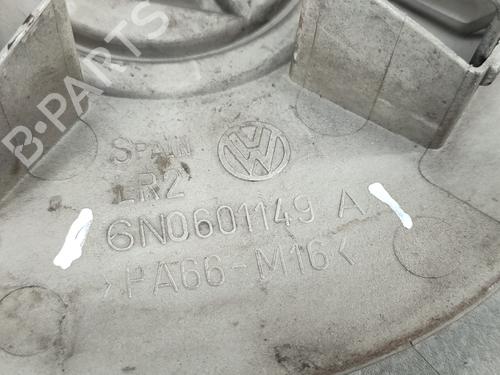 B-PARTS
SPAIN
LR2
6N0601149 A
>PA66-M16<